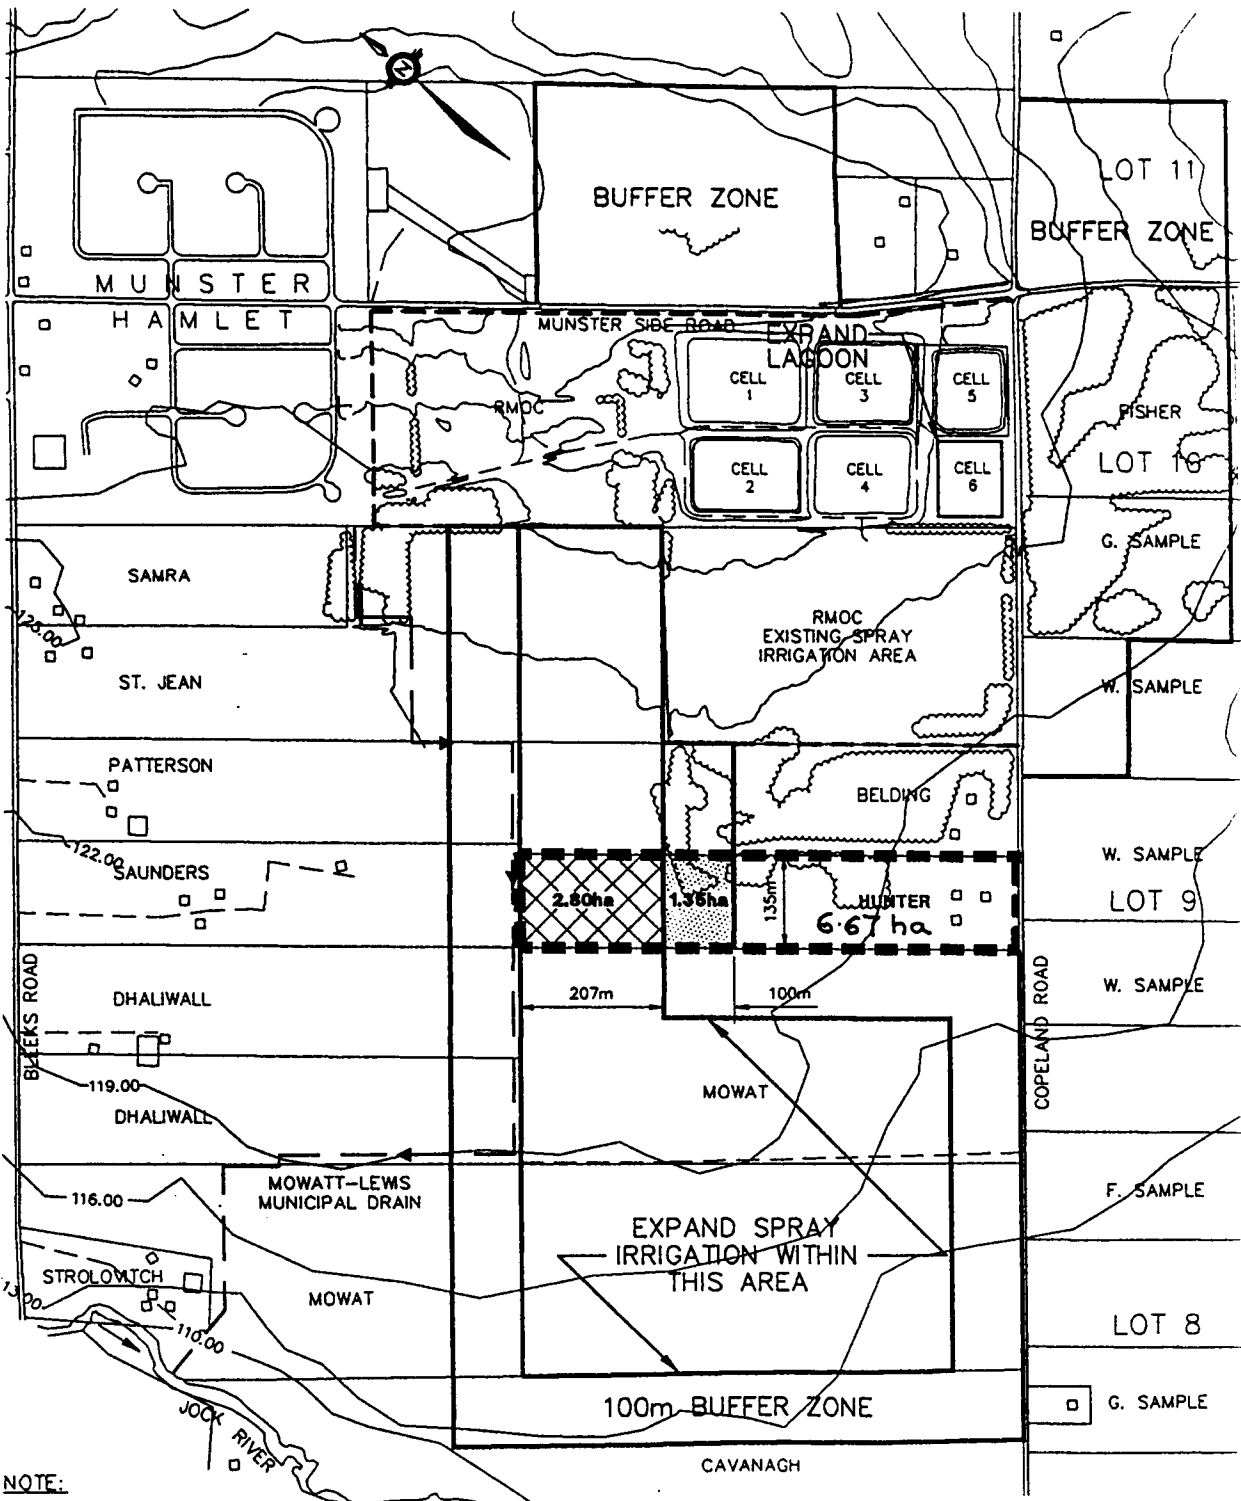 N
LOT 11
BUFFER ZONE
BUFFER ZONE
MUNSTER
HAMLET
MUNSTER SIDE ROAD
EXPAND
LAGOON
CELL
1
CELL
3
CELL
5
RMOC
FISHER
CELL
2
CELL
4
CELL
6
LOT 10
G. SAMPLE
SAMRA
RMOC
EXISTING SPRAY
IRRIGATION AREA
125.00
ST. JEAN
W. SAMPLE
PATTERSON
BELDING
122.00
SAUNDERS
W. SAMPLE
2.80ha
1.35ha
135m
HUNTER
6.67 ha
LOT 9
BLEEKS ROAD
DHALIWALL
207m
100m
W. SAMPLE
COPELAND ROAD
119.00
MOWAT
DHALIWALL
MOWATT-LEWS
MUNICIPAL DRAIN
116.00
F. SAMPLE
EXPAND SPRAY
IRRIGATION WITHIN
THIS AREA
STROLOVITCH
MOWAT
110.00
LOT 8
JOCK RIVER
100m BUFFER ZONE
G. SAMPLE
CAVANAGH
NOTE: